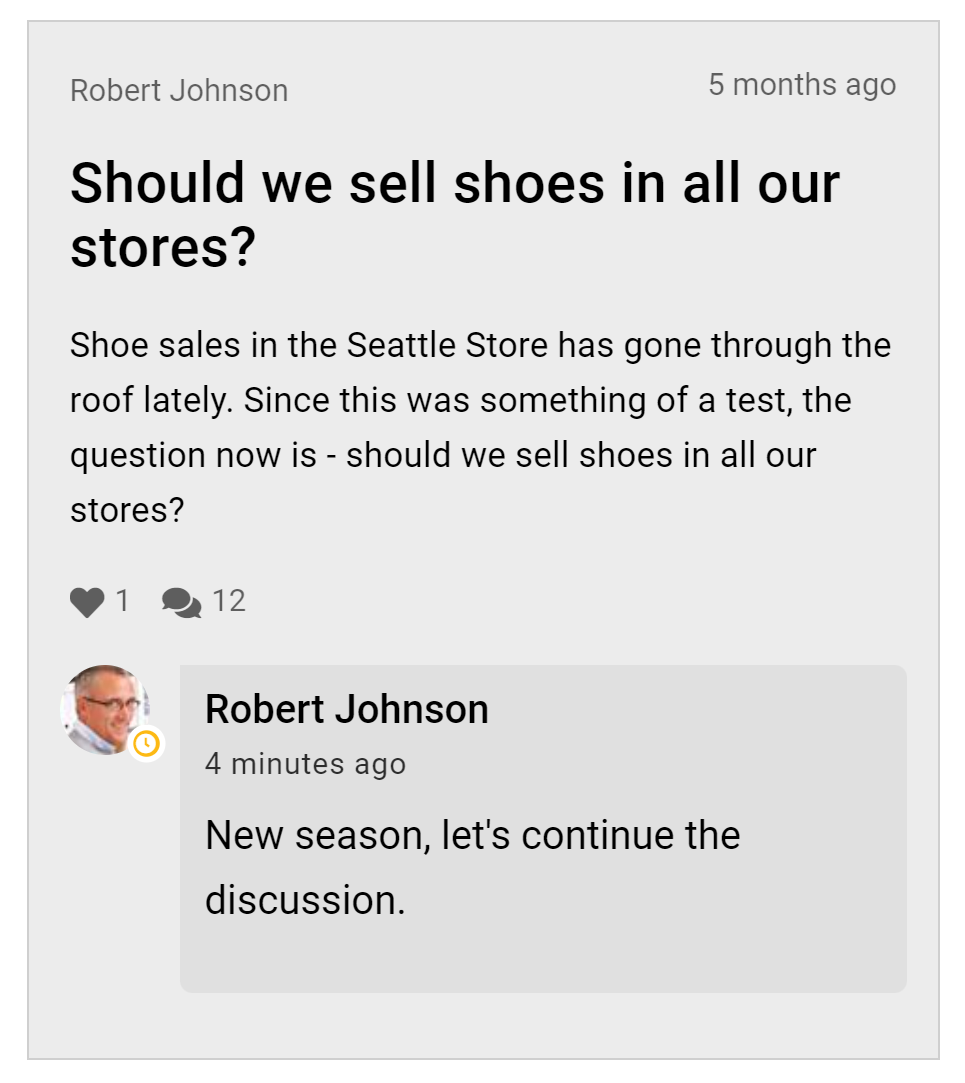 Robert Johnson
5 months ago
Should we sell shoes in all our
stores?
Shoe sales in the Seattle Store has gone through the
roof lately. Since this was something of a test, the
question now is - should we sell shoes in all our
stores?
1 12
Robert Johnson
4 minutes ago
New season, let's continue the
discussion.